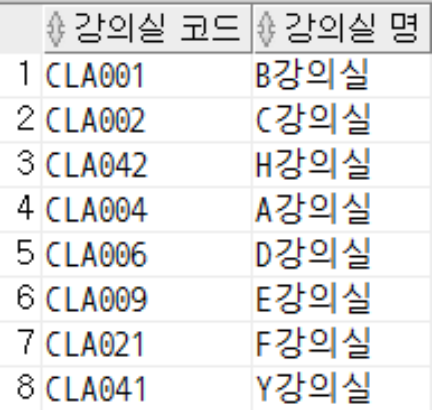 강의실 코드 강의실 명
1 CLA001 B강의실
2 CLA002 C강의실
3 CLA042 H강의실
4 CLA004 A강의실
5 CLA006 D강의실
6 CLA009 E강의실
7 CLA021 F강의실
8 CLA041 Y강의실